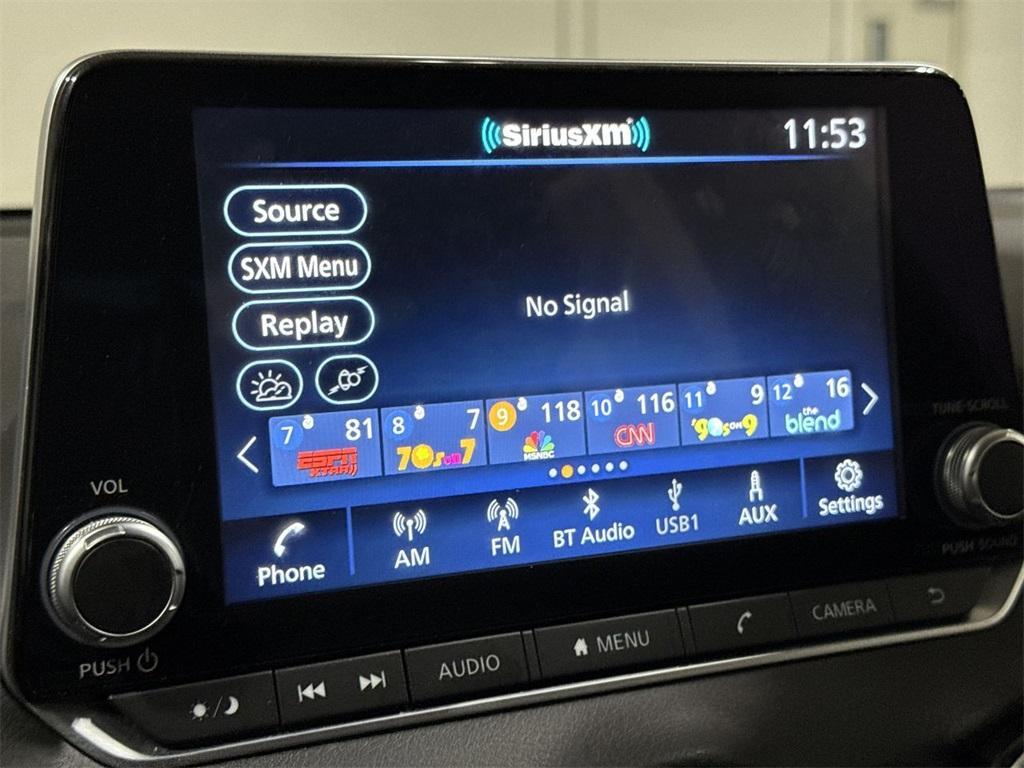 SiriusXM
11:53
Source
SXM Menu
Replay
No Signal
7 81 ESPN XTRA
8 7 70s on 7
9 118 MSNBC
10 116 CNN
11 9 '90s on 9
12 16 the blend
Phone
AM
FM
BT Audio
USB1
AUX
Settings
VOL
PUSH
TUNE·SCROLL
PUSH SOUND
AUDIO
MENU
CAMERA